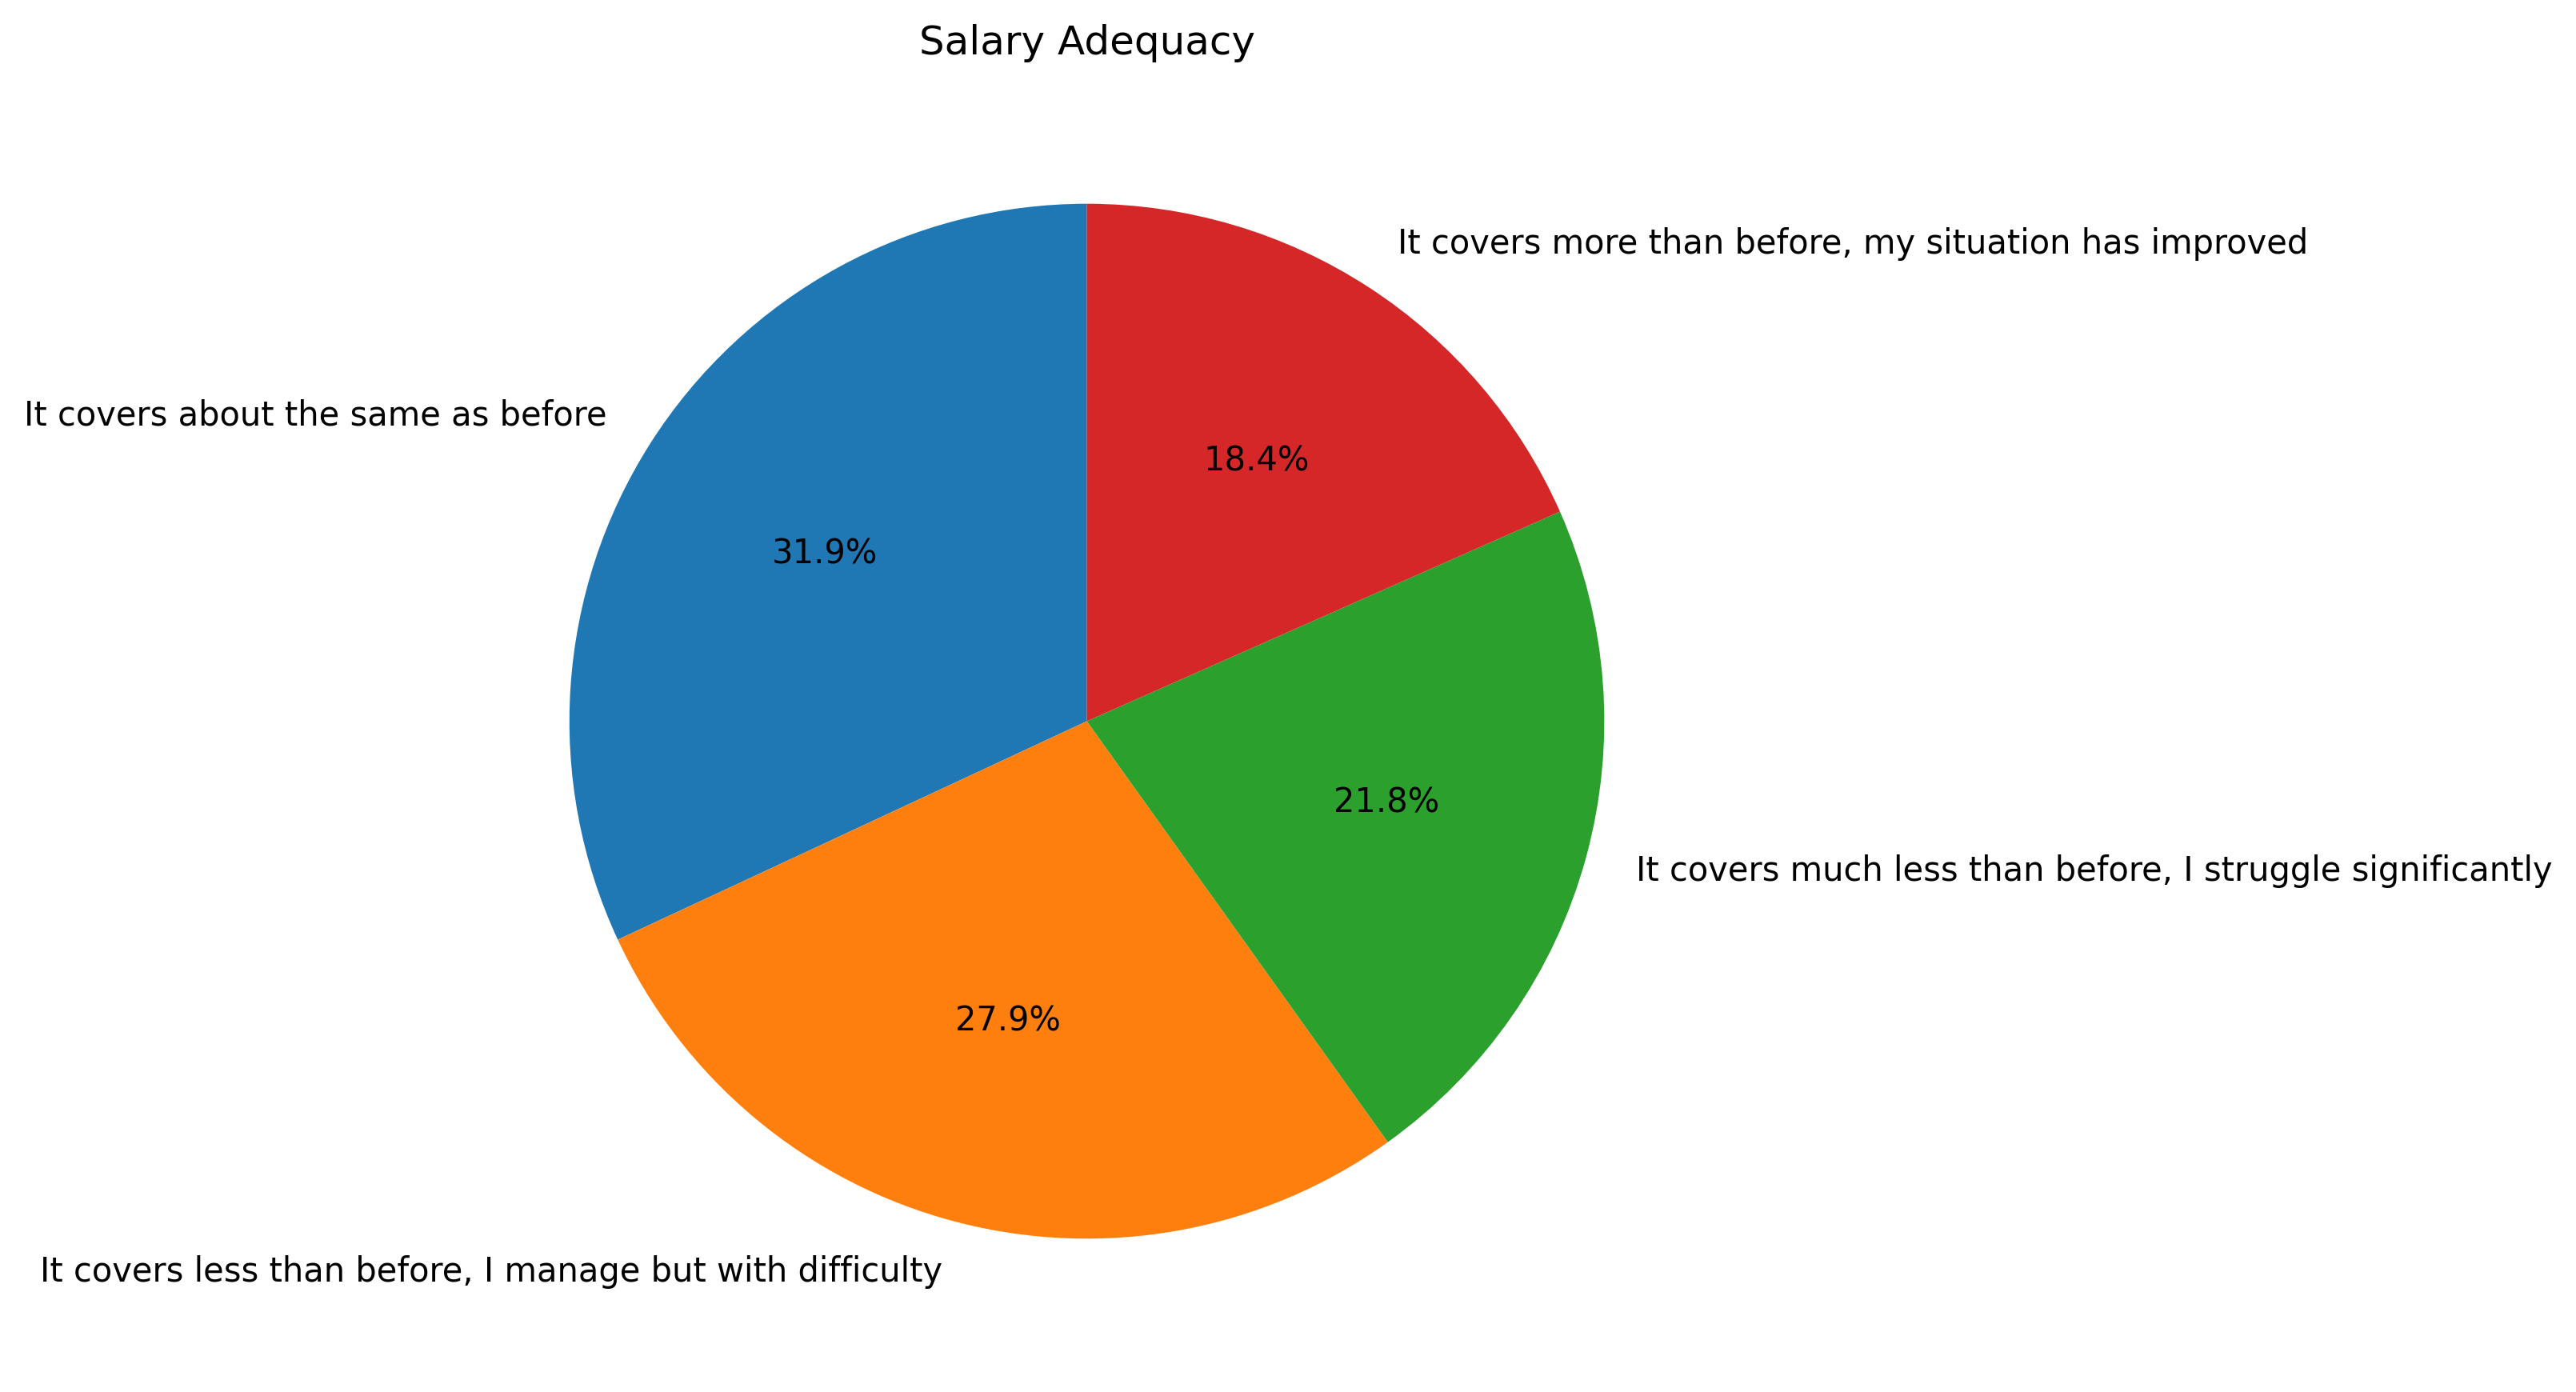 Salary Adequacy
It covers more than before, my situation has improved
It covers about the same as before
18.4%
31.9%
21.8%
It covers much less than before, I struggle significantly
27.9%
It covers less than before, I manage but with difficulty